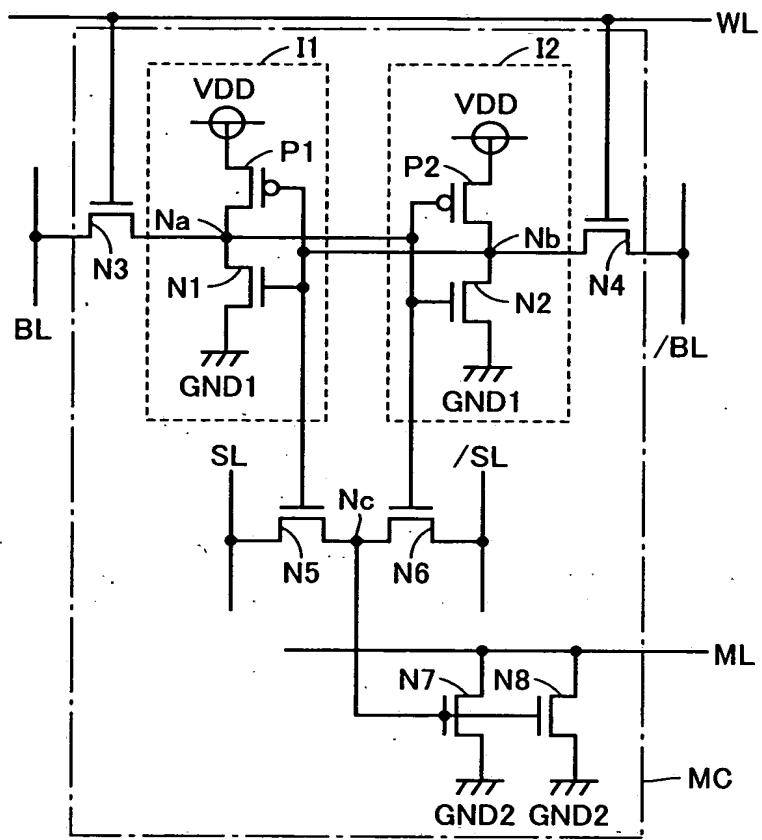 WL
I1
I2
VDD
VDD
P1
P2
Na
Nb
N3
N1
N2
N4
BL
/BL
GND1
GND1
SL
/SL
Nc
N5
N6
ML
N7
N8
MC
GND2
GND2